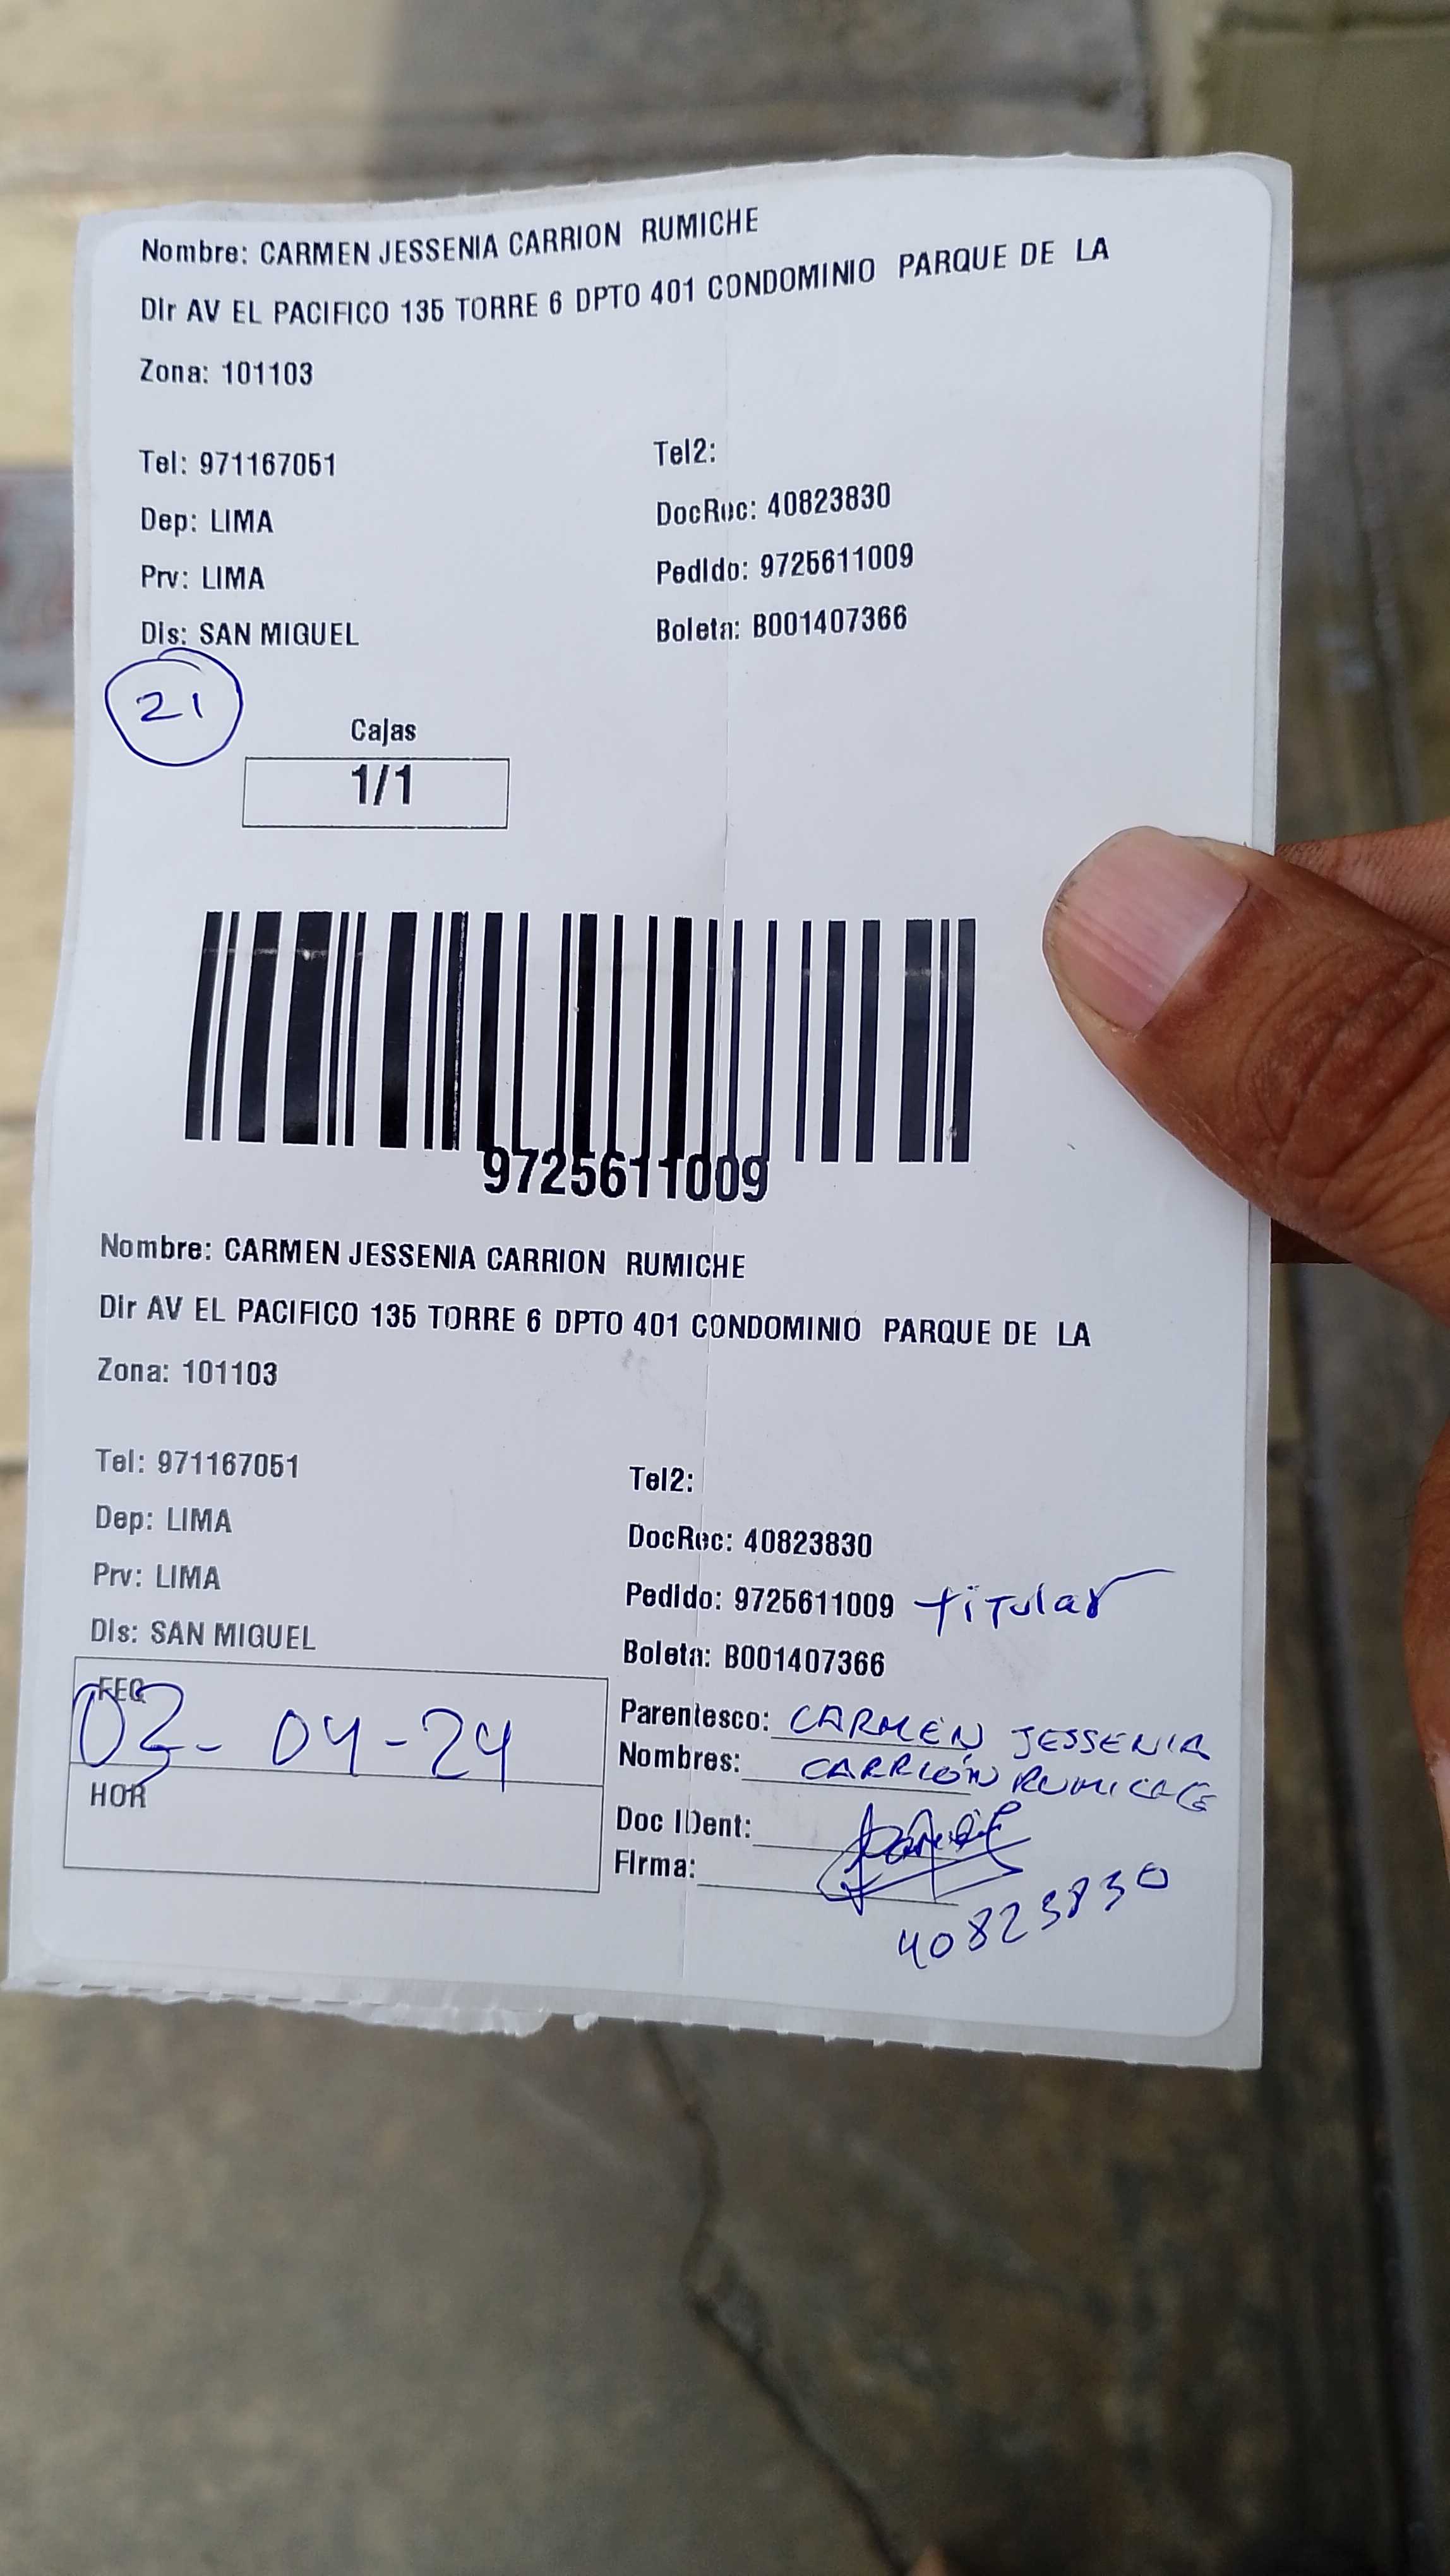 Nombre: CARMEN JESSENIA CARRION RUMICHE
Dir AV EL PACIFICO 135 TORRE 6 DPTO 401 CONDOMINIO PARQUE DE LA
Zona: 101103
Tel: 971167051
Tel2:
Dep: LIMA
DocRec: 40823830
Prv: LIMA
Pedido: 9725611009
Dis: SAN MIGUEL
Boleta: B001407366
21
Cajas
1/1
9725611009
Nombre: CARMEN JESSENIA CARRION RUMICHE
Dir AV EL PACIFICO 135 TORRE 6 DPTO 401 CONDOMINIO PARQUE DE LA
Zona: 101103
Tel: 971167051
Tel2:
Dep: LIMA
DocRec: 40823830
Prv: LIMA
Pedido: 9725611009 titular
Dis: SAN MIGUEL
Boleta: B001407366
FEC
03-04-24
HOR
Parentesco: CARMEN JESSENIA
Nombres: CARRIÓN RUMICHE
Doc IDent:
Firma:
40823830